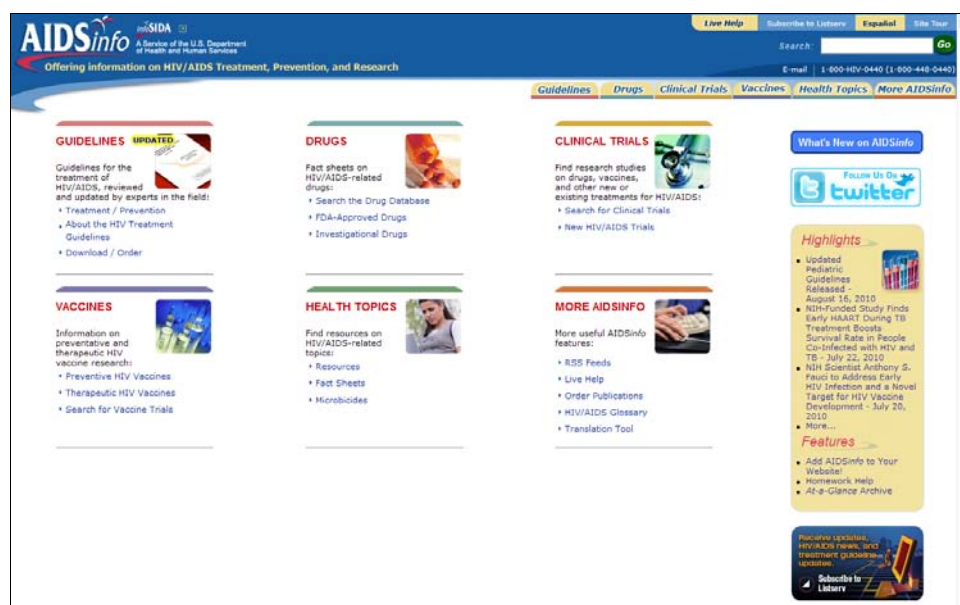 AIDSinfo
infoSIDA
A Service of the U.S. Department
of Health and Human Services
Offering information on HIV/AIDS Treatment, Prevention, and Research
Live Help
Subscribe to Listserv
Español
Site Tour
Search:
Go
E-mail | 1-800-HIV-0440 (1-800-448-0440)
Guidelines Drugs Clinical Trials Vaccines Health Topics More AIDSinfo
GUIDELINES
UPDATED
Guidelines for the
treatment of
HIV/AIDS, reviewed
and updated by experts in the field:
Treatment / Prevention
About the HIV Treatment
Guidelines
Download / Order
DRUGS
Fact sheets on
HIV/AIDS-related
drugs:
Search the Drug Database
FDA-Approved Drugs
Investigational Drugs
CLINICAL TRIALS
Find research studies
on drugs, vaccines,
and other new or
existing treatments for HIV/AIDS:
Search for Clinical Trials
New HIV/AIDS Trials
VACCINES
Information on
preventative and
therapeutic HIV
vaccine research:
Preventive HIV Vaccines
Therapeutic HIV Vaccines
Search for Vaccine Trials
HEALTH TOPICS
Find resources on
HIV/AIDS-related
topics:
Resources
Fact Sheets
Microbicides
MORE AIDSINFO
More useful AIDSinfo
features:
RSS Feeds
Live Help
Order Publications
HIV/AIDS Glossary
Translation Tool
What's New on AIDSinfo
Follow Us On
twitter
Highlights
Updated
Pediatric
Guidelines
Released -
August 16, 2010
NIH-Funded Study Finds
Early HAART During TB
Treatment Boosts
Survival Rate in People
Co-Infected with HIV and
TB - July 22, 2010
NIH Scientist Anthony S.
Fauci to Address Early
HIV Infection and a Novel
Target for HIV Vaccine
Development - July 20,
2010
More...
Features
Add AIDSinfo to Your
Website!
Homework Help
At-a-Glance Archive
Receive updates,
HIV/AIDS news, and
treatment guideline
updates.
Subscribe to
Listserv